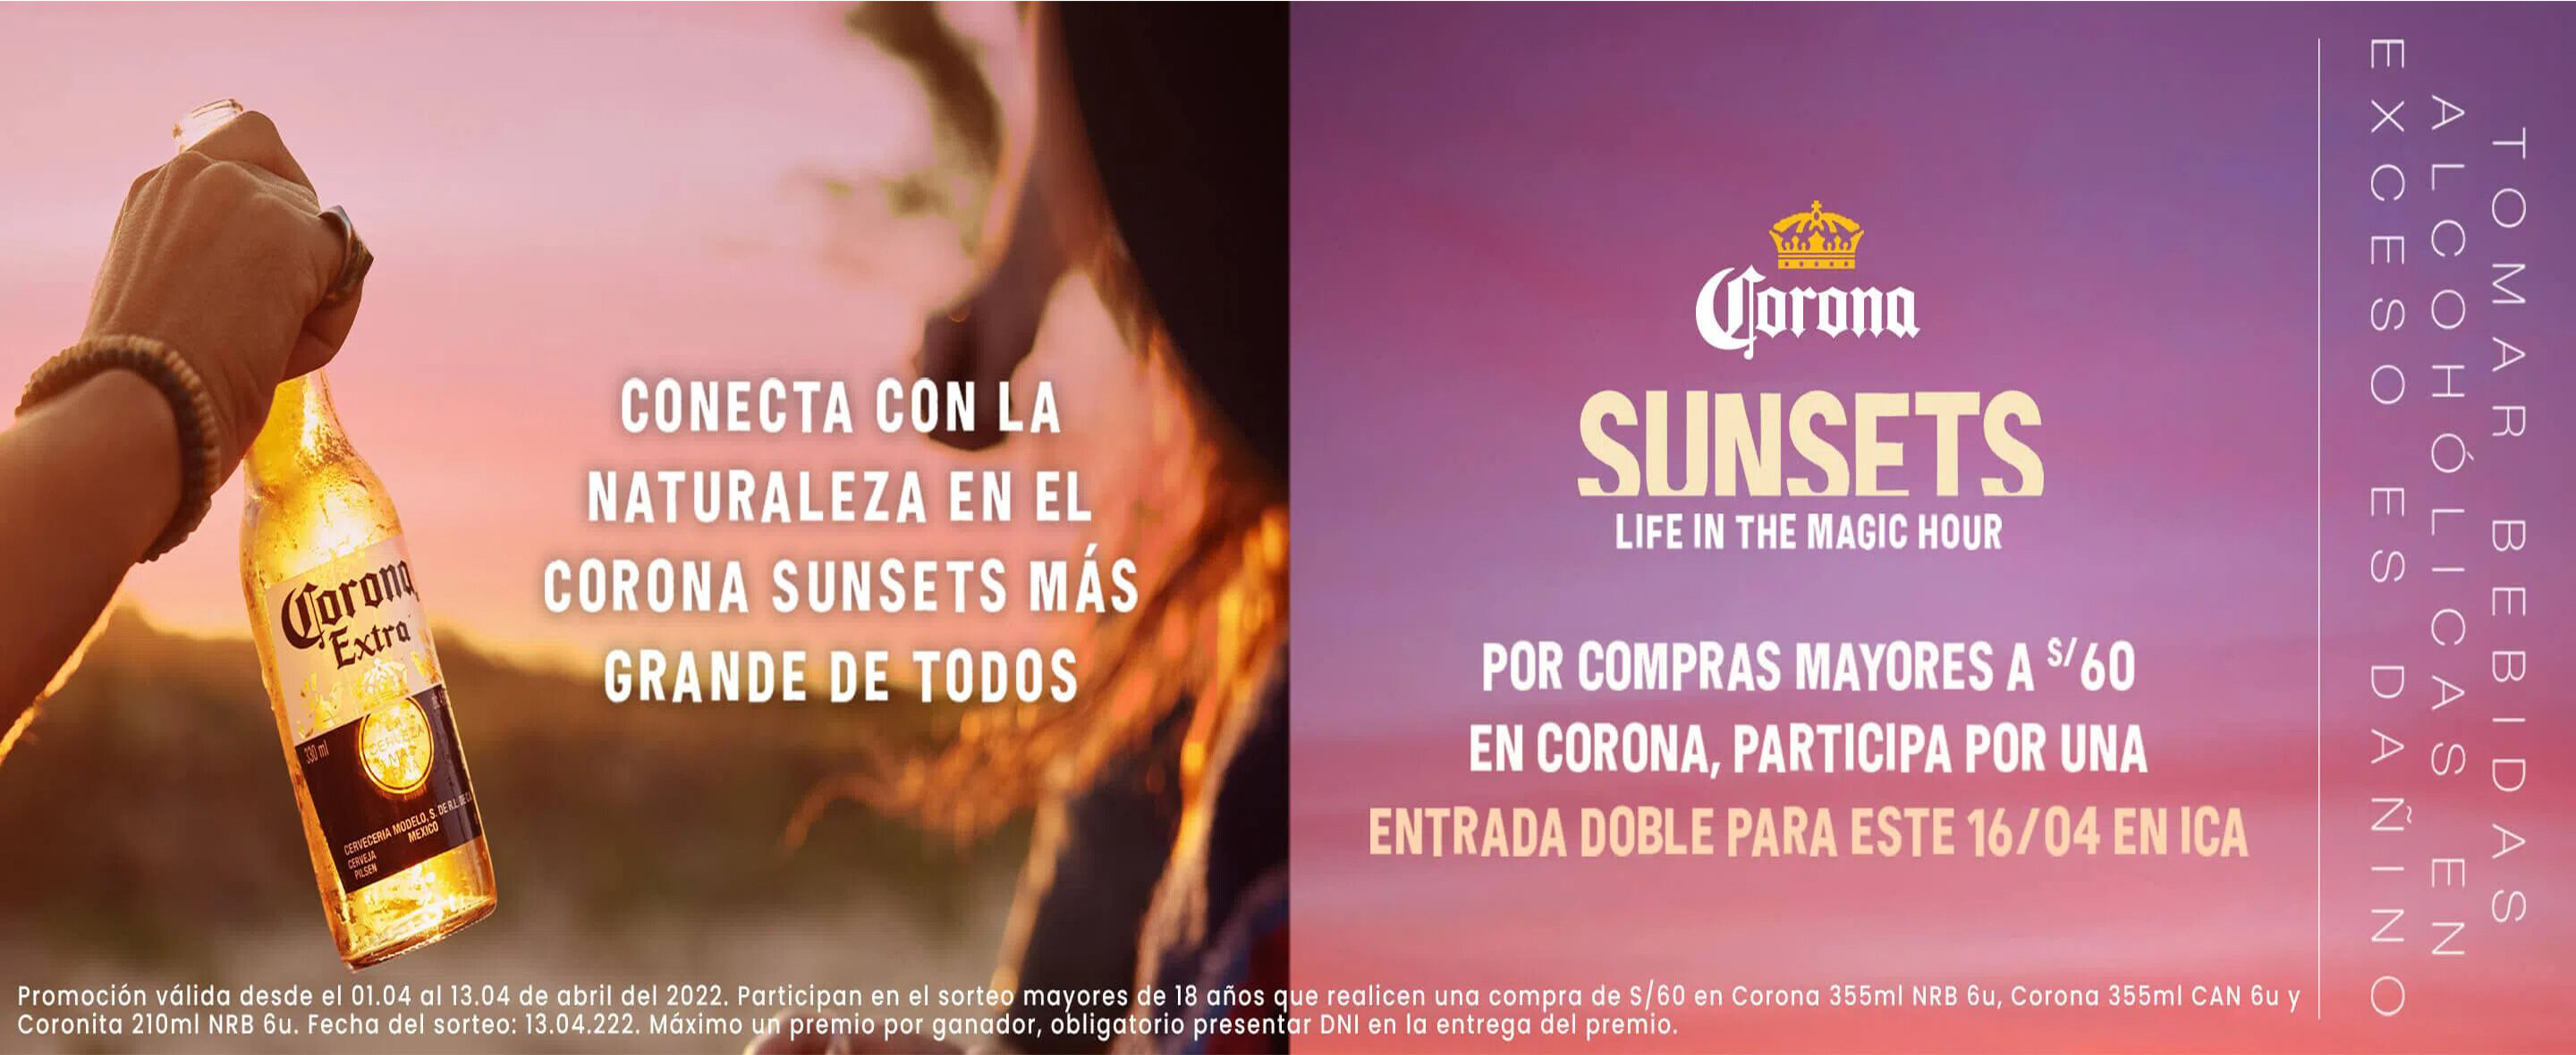 Corona
Extra
330 ml
CERVECERIA MODELO, S. DE R.L. DE C.
MEXICO
CERVEJA
PILSEN
CONECTA CON LA
NATURALEZA EN EL
CORONA SUNSETS MÁS
GRANDE DE TODOS
Corona
SUNSETS
LIFE IN THE MAGIC HOUR
POR COMPRAS MAYORES A S/60
EN CORONA, PARTICIPA POR UNA
ENTRADA DOBLE PARA ESTE 16/04 EN ICA
TOMAR BEBIDAS
ALCOHÓLICAS EN
EXCESO ES DAÑINO
Promoción válida desde el 01.04 al 13.04 de abril del 2022. Participan en el sorteo mayores de 18 años que realicen una compra de S/60 en Corona 355ml NRB 6u, Corona 355ml CAN 6u y
Coronita 210ml NRB 6u. Fecha del sorteo: 13.04.222. Máximo un premio por ganador, obligatorio presentar DNI en la entrega del premio.